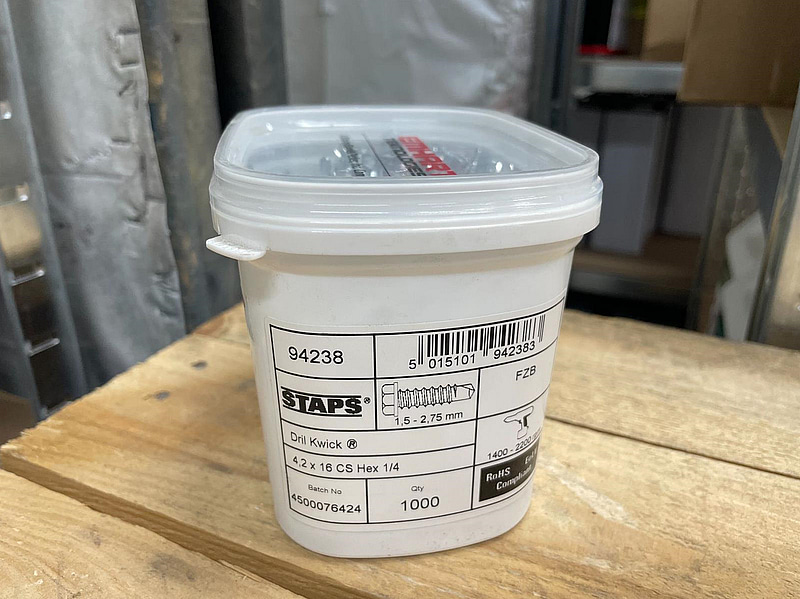 94238
5 015101 942383
STAPS®
1,5 - 2,75 mm
FZB
Dril Kwick ®
1400 - 2200
4,2 x 16 CS Hex 1/4
RoHS
Batch No
4500076424
Qty
1000